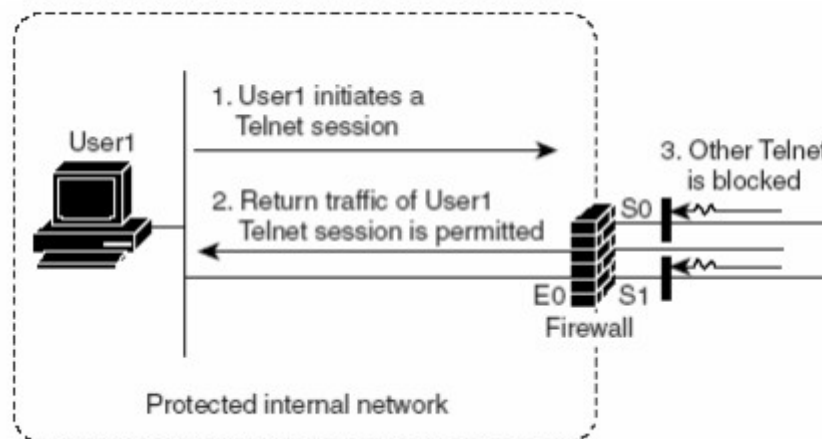 User1
1. User1 initiates a
Telnet session
2. Return traffic of User1
Telnet session is permitted
3. Other Telnet
is blocked
S0
E0
S1
Firewall
Protected internal network